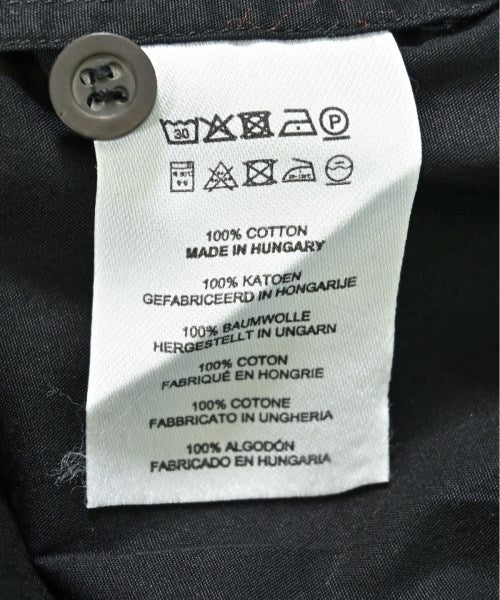 30 P
100% COTTON
MADE IN HUNGARY
100% KATOEN
GEFABRICEERD IN HONGARIJE
100% BAUMWOLLE
HERGESTELLT IN UNGARN
100% COTON
FABRIQUÉ EN HONGRIE
100% COTONE
FABBRICATO IN UNGHERIA
100% ALGODÓN
FABRICADO EN HUNGARIA